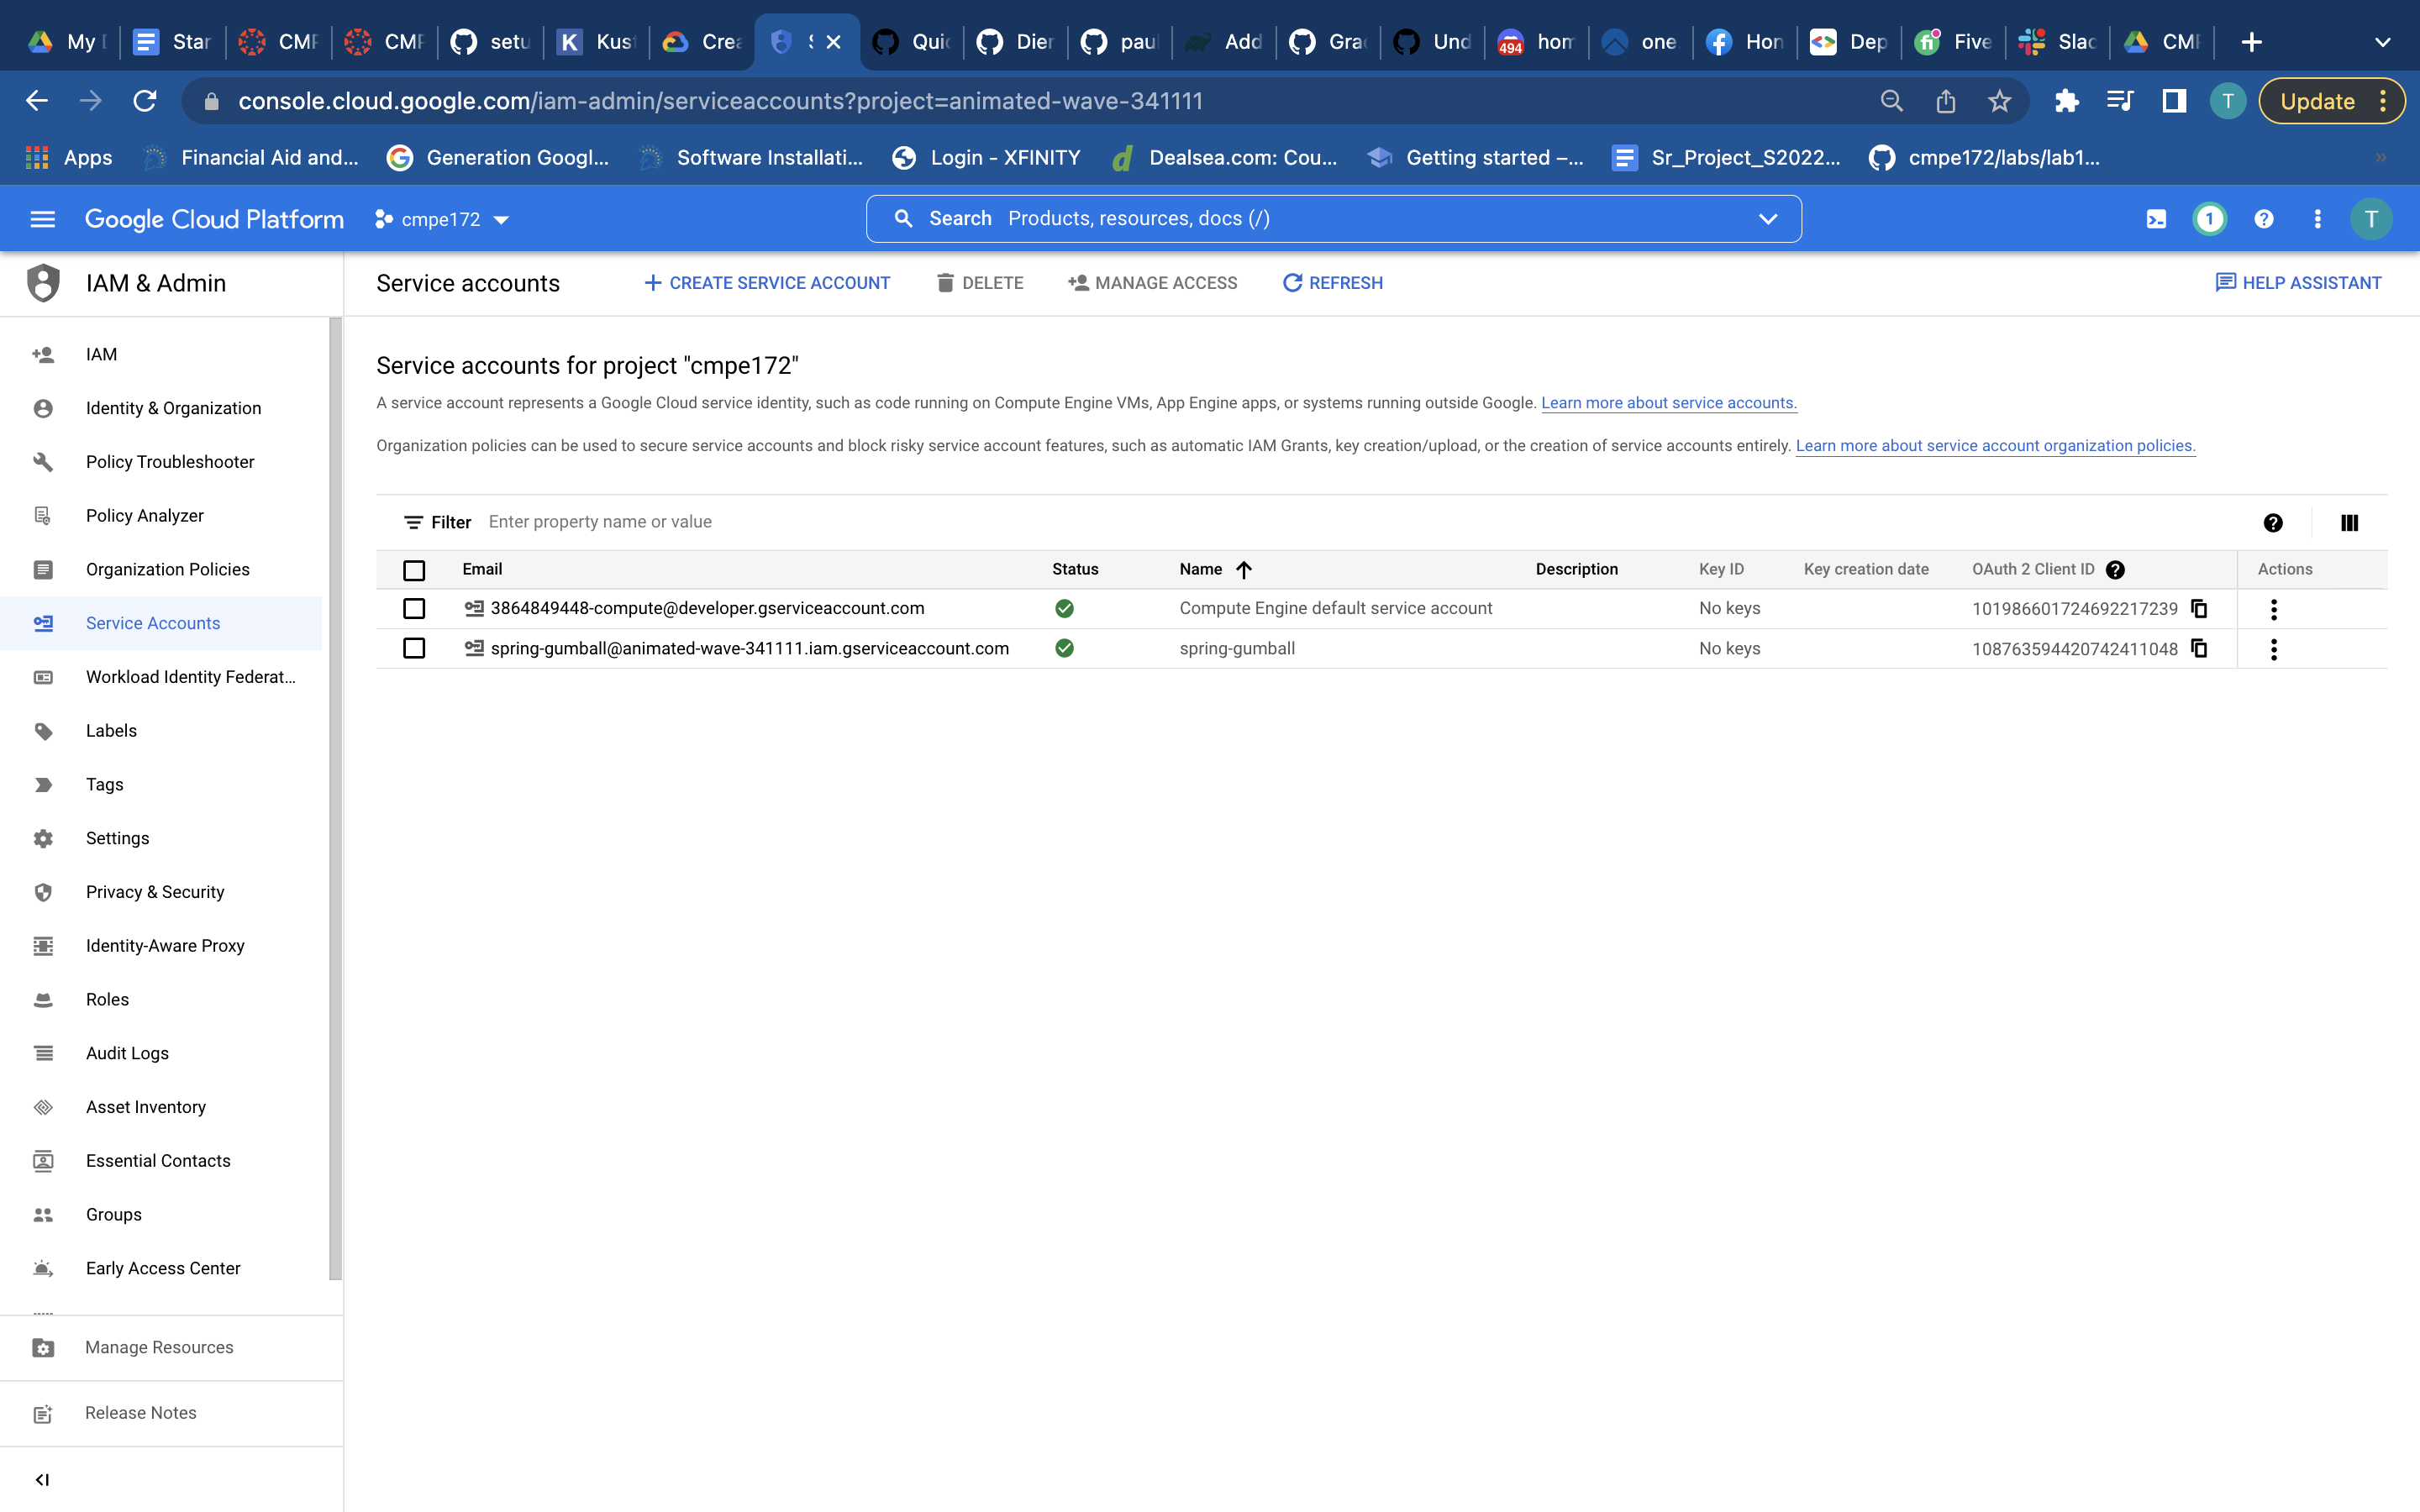 My
Star
CMP
CMP
setu
Kust
Crea
Quic
Dier
pau
Add
Gra
Und
494
hom
one
Hon
Dep
Five
Slac
CMP
console.cloud.google.com/iam-admin/serviceaccounts?project=animated-wave-341111
T
Update
Apps
Financial Aid and...
Generation Googl...
Software Installati...
Login - XFINITY
Dealsea.com: Cou...
Getting started –...
Sr_Project_S2022...
cmpe172/labs/lab1...
»
Google Cloud Platform
cmpe172
Search Products, resources, docs (/)
1
T
IAM & Admin
Service accounts
CREATE SERVICE ACCOUNT
DELETE
MANAGE ACCESS
REFRESH
HELP ASSISTANT
IAM
Identity & Organization
Policy Troubleshooter
Policy Analyzer
Organization Policies
Service Accounts
Workload Identity Federat...
Labels
Tags
Settings
Privacy & Security
Identity-Aware Proxy
Roles
Audit Logs
Asset Inventory
Essential Contacts
Groups
Early Access Center
Manage Resources
Release Notes
Service accounts for project "cmpe172"
A service account represents a Google Cloud service identity, such as code running on Compute Engine VMs, App Engine apps, or systems running outside Google. Learn more about service accounts.
Organization policies can be used to secure service accounts and block risky service account features, such as automatic IAM Grants, key creation/upload, or the creation of service accounts entirely. Learn more about service account organization policies.
Filter Enter property name or value
Email Status Name Description Key ID Key creation date OAuth 2 Client ID Actions
3864849448-compute@developer.gserviceaccount.com Compute Engine default service account No keys 101986601724692217239
spring-gumball@animated-wave-341111.iam.gserviceaccount.com spring-gumball No keys 108763594420742411048